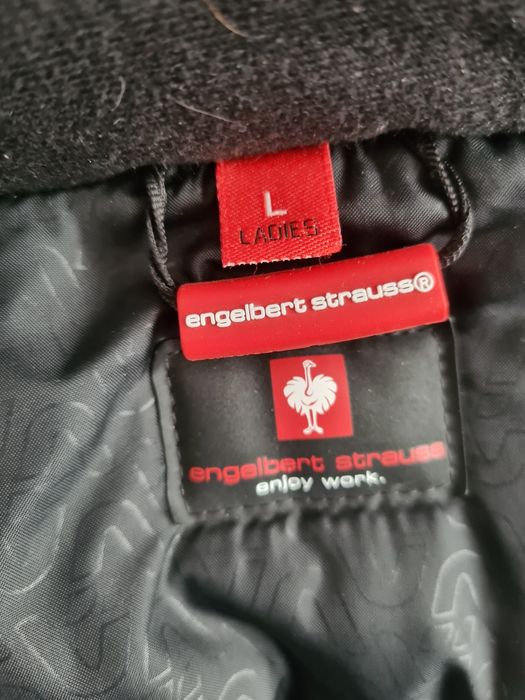 L
LADIES
engelbert strauss®
engelbert strauss
enjoy work.